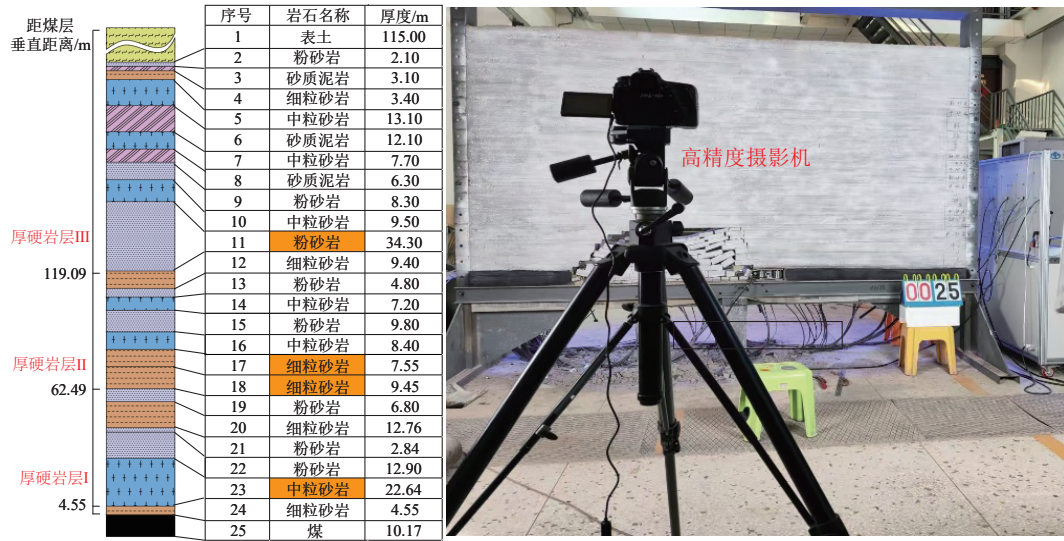 距煤层
垂直距离/m
厚硬岩层III
119.09
厚硬岩层II
62.49
厚硬岩层I
4.55
序号 岩石名称 厚度/m
1 表土 115.00
2 粉砂岩 2.10
3 砂质泥岩 3.10
4 细粒砂岩 3.40
5 中粒砂岩 13.10
6 砂质泥岩 12.10
7 中粒砂岩 7.70
8 砂质泥岩 6.30
9 粉砂岩 8.30
10 中粒砂岩 9.50
11 粉砂岩 34.30
12 细粒砂岩 9.40
13 粉砂岩 4.80
14 中粒砂岩 7.20
15 粉砂岩 9.80
16 中粒砂岩 8.40
17 细粒砂岩 7.55
18 细粒砂岩 9.45
19 粉砂岩 6.80
20 细粒砂岩 12.76
21 粉砂岩 2.84
22 粉砂岩 12.90
23 中粒砂岩 22.64
24 细粒砂岩 4.55
25 煤 10.17
高精度摄影机
0025